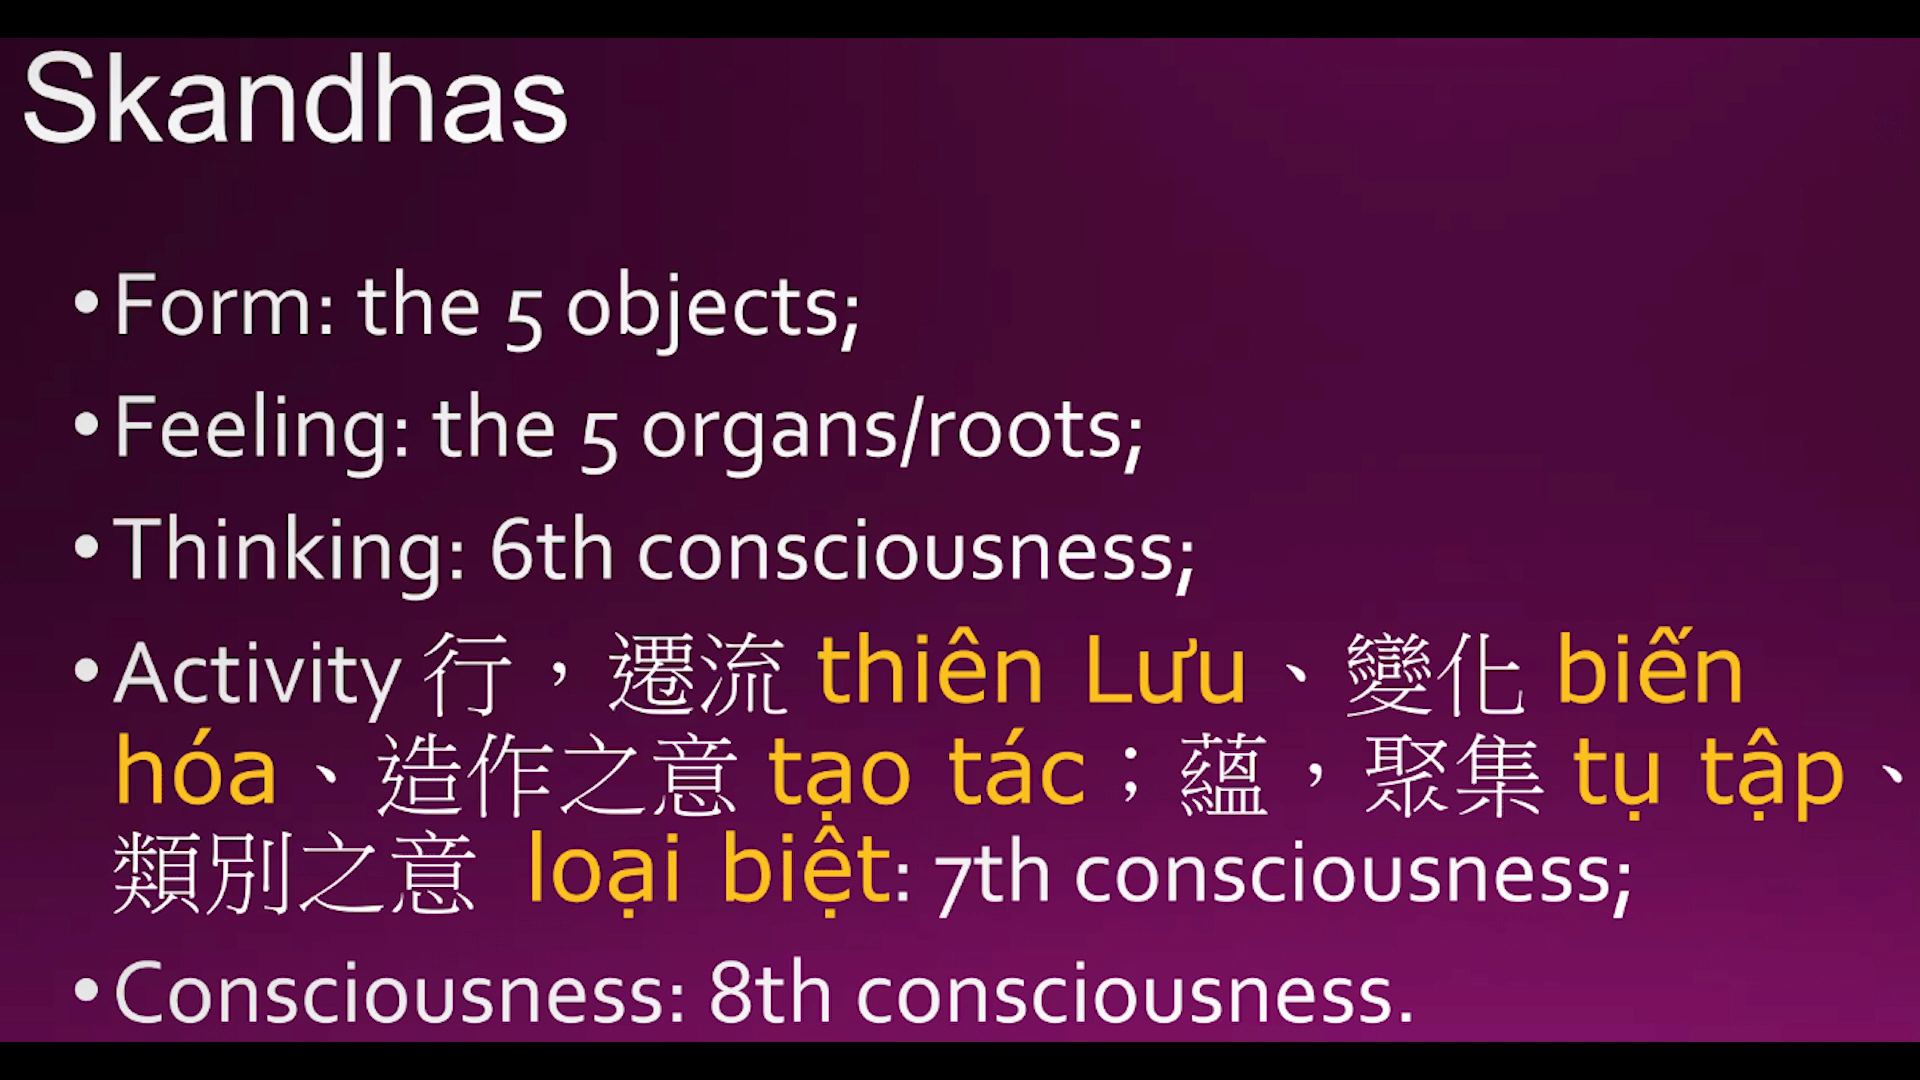 Skandhas
•Form: the 5 objects;
•Feeling: the 5 organs/roots;
•Thinking: 6th consciousness;
•Activity 行，遷流 thiên Lưu、變化 biến
hóa、造作之意 tạo tác；蘊，聚集 tụ tập、
類別之意 loại biệt: 7th consciousness;
•Consciousness: 8th consciousness.